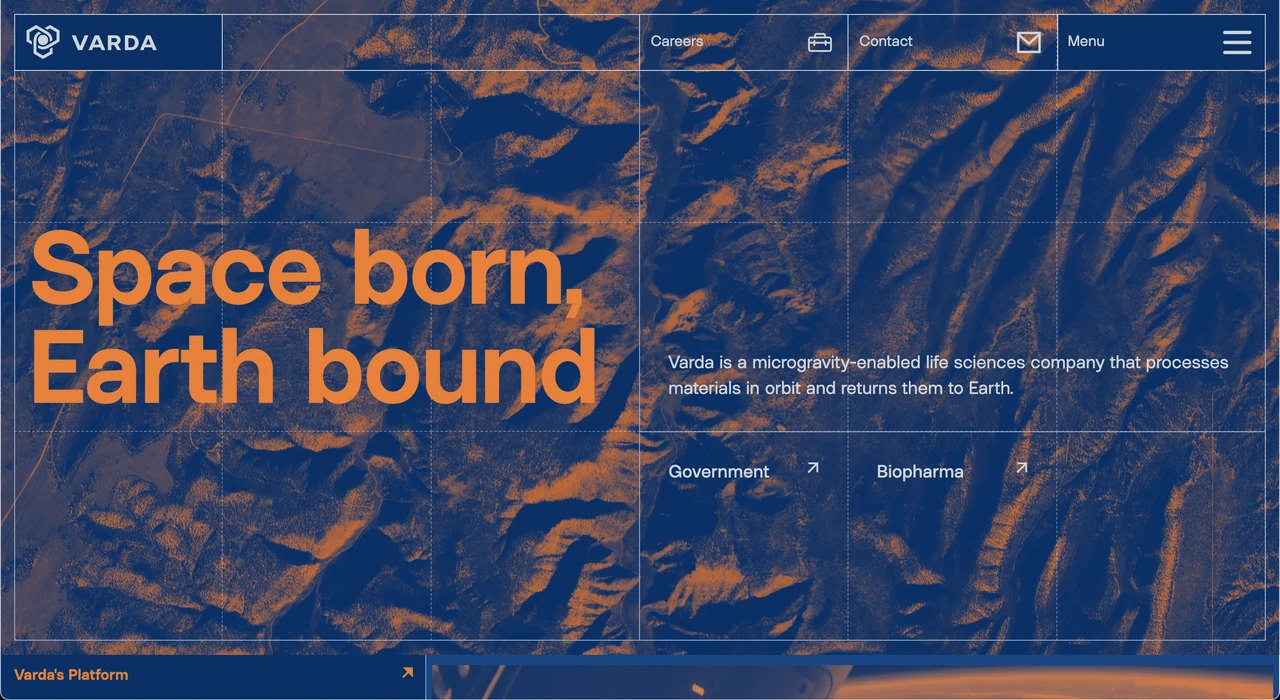 VARDA
Careers
Contact
Menu
Space born,
Earth bound
Varda is a microgravity-enabled life sciences company that processes
materials in orbit and returns them to Earth.
Government
Biopharma
Varda's Platform